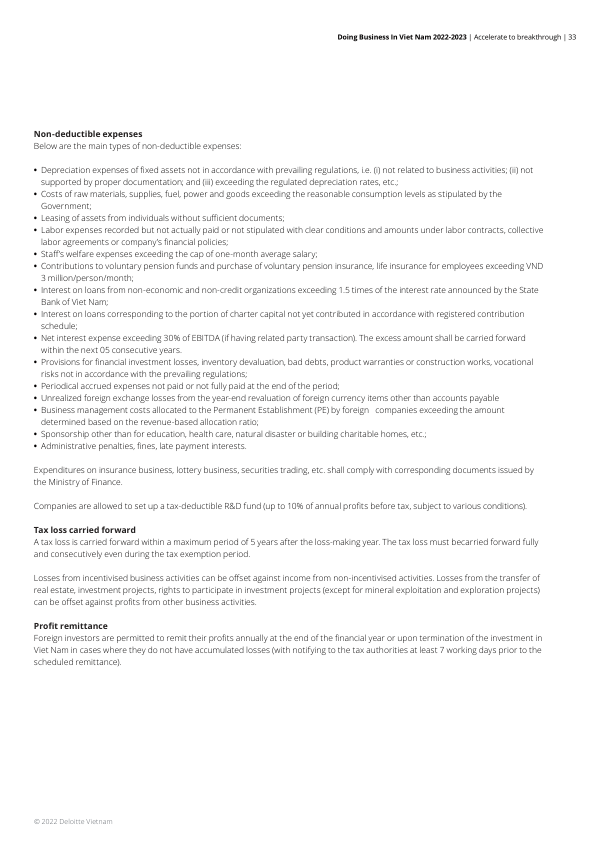 Doing Business In Viet Nam 2022-2023 | Accelerate to breakthrough | 33
Non-deductible expenses
Below are the main types of non-deductible expenses:
• Depreciation expenses of fixed assets not in accordance with prevailing regulations, i.e. (i) not related to business activities; (ii) not
supported by proper documentation; and (iii) exceeding the regulated depreciation rates, etc.;
• Costs of raw materials, supplies, fuel, power and goods exceeding the reasonable consumption levels as stipulated by the
Government;
• Leasing of assets from individuals without sufficient documents;
• Labor expenses recorded but not actually paid or not stipulated with clear conditions and amounts under labor contracts, collective
labor agreements or company's financial policies;
• Staff's welfare expenses exceeding the cap of one-month average salary;
• Contributions to voluntary pension funds and purchase of voluntary pension insurance, life insurance for employees exceeding VND
3 million/person/month;
• Interest on loans from non-economic and non-credit organizations exceeding 1.5 times of the interest rate announced by the State
Bank of Viet Nam;
• Interest on loans corresponding to the portion of charter capital not yet contributed in accordance with registered contribution
schedule;
• Net interest expense exceeding 30% of EBITDA (if having related party transaction). The excess amount shall be carried forward
within the next 05 consecutive years.
• Provisions for financial investment losses, inventory devaluation, bad debts, product warranties or construction works, vocational
risks not in accordance with the prevailing regulations;
• Periodical accrued expenses not paid or not fully paid at the end of the period;
• Unrealized foreign exchange losses from the year-end revaluation of foreign currency items other than accounts payable
• Business management costs allocated to the Permanent Establishment (PE) by foreign companies exceeding the amount
determined based on the revenue-based allocation ratio;
• Sponsorship other than for education, health care, natural disaster or building charitable homes, etc.;
• Administrative penalties, fines, late payment interests.
Expenditures on insurance business, lottery business, securities trading, etc. shall comply with corresponding documents issued by
the Ministry of Finance.
Companies are allowed to set up a tax-deductible R&D fund (up to 10% of annual profits before tax, subject to various conditions).
Tax loss carried forward
A tax loss is carried forward within a maximum period of 5 years after the loss-making year. The tax loss must becarried forward fully
and consecutively even during the tax exemption period.
Losses from incentivised business activities can be offset against income from non-incentivised activities. Losses from the transfer of
real estate, investment projects, rights to participate in investment projects (except for mineral exploitation and exploration projects)
can be offset against profits from other business activities.
Profit remittance
Foreign investors are permitted to remit their profits annually at the end of the financial year or upon termination of the investment in
Viet Nam in cases where they do not have accumulated losses (with notifying to the tax authorities at least 7 working days prior to the
scheduled remittance).
© 2022 Deloitte Vietnam